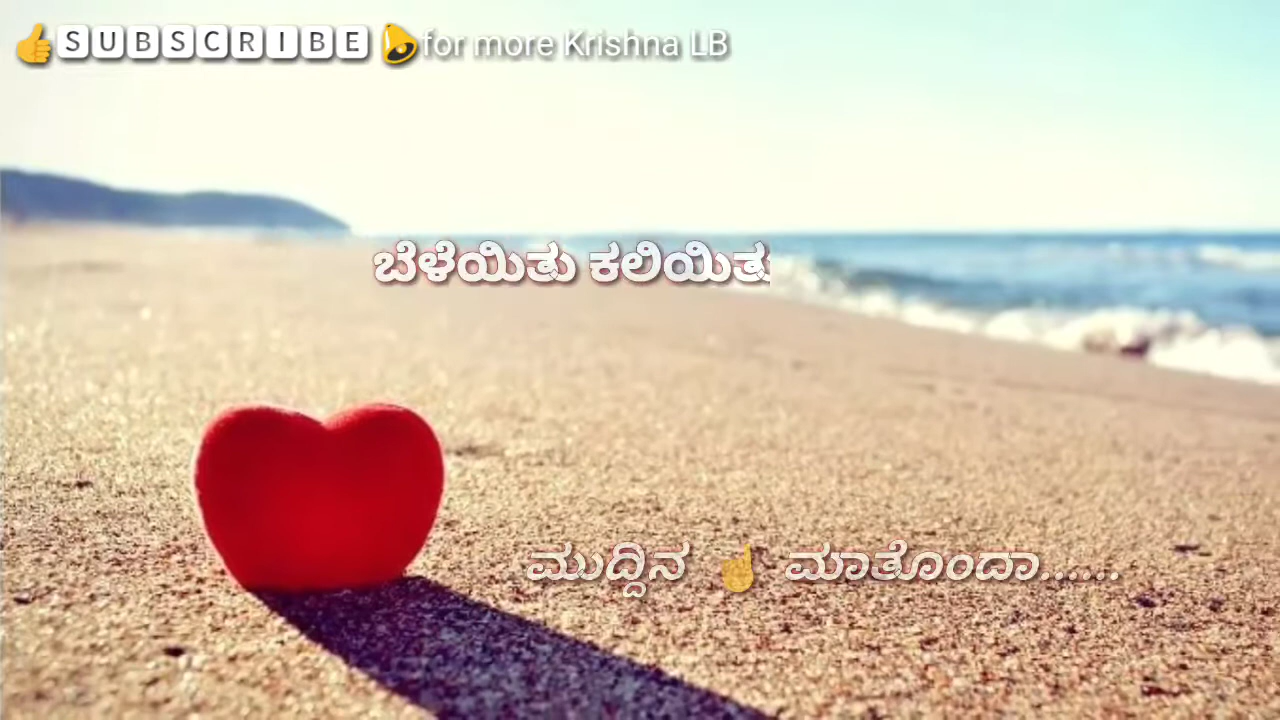 👍🅂🅄🄱🅂🄲🅁🄸🄱🄴 🔔for more Krishna LB
ಬೆಳೆಯಿತು ಕಲಿಯಿತು
ಮುದ್ದಿನ ☝ ಮಾತೊಂದಾ......